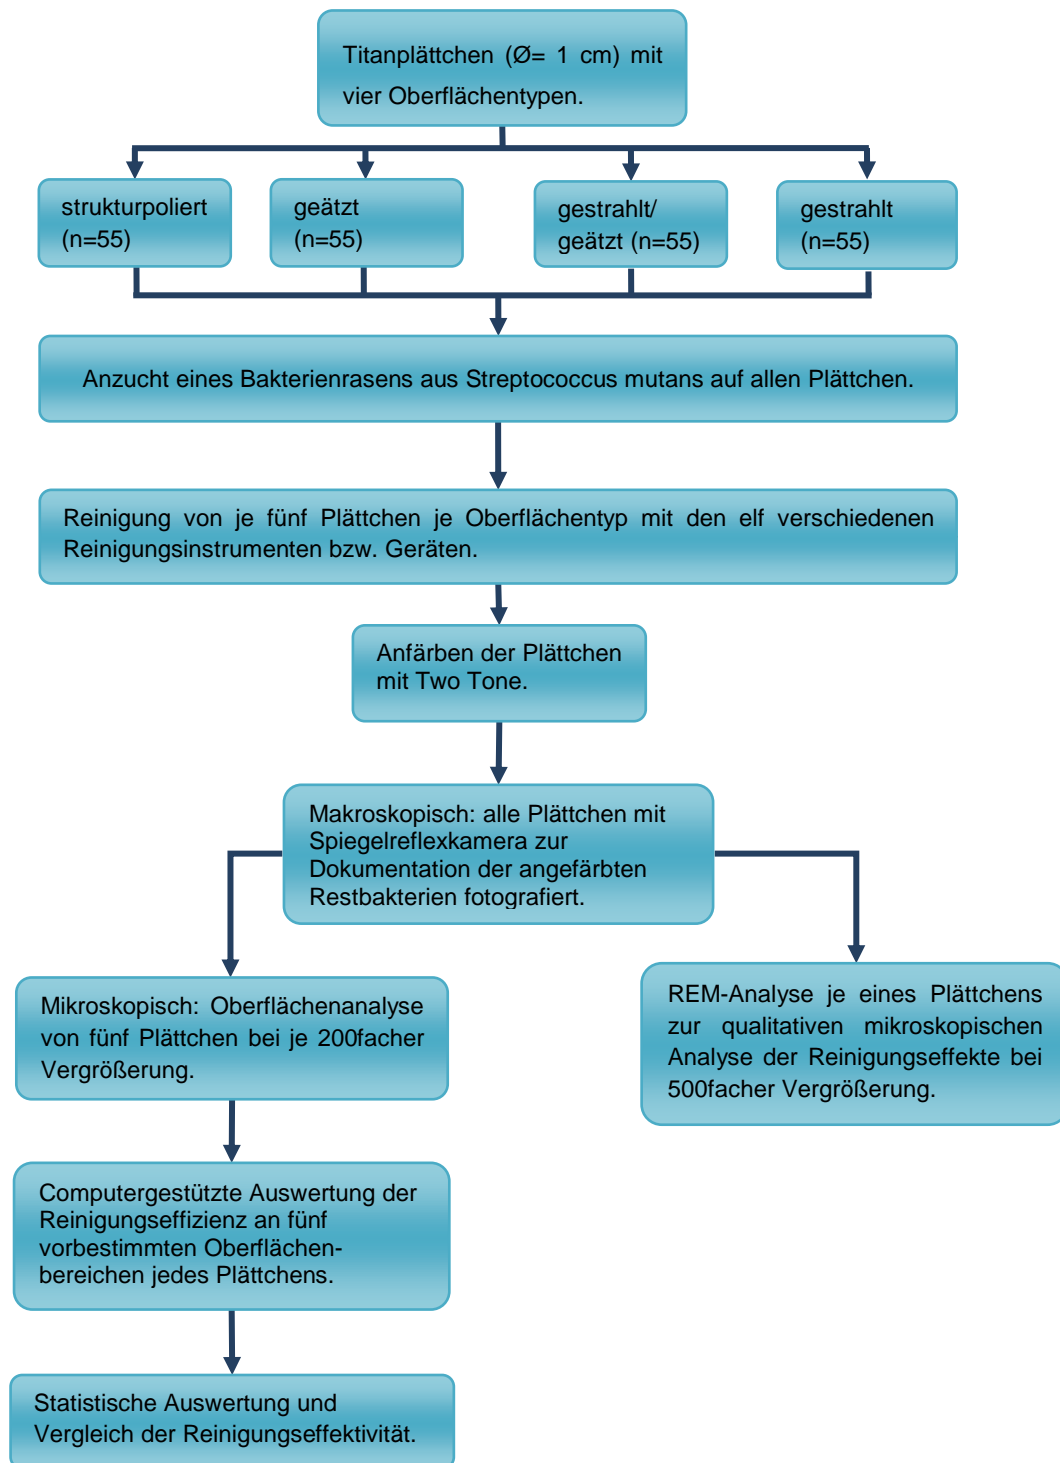 Titanplättchen (Ø= 1 cm) mit
vier Oberflächentypen.
strukturpoliert
(n=55)
geätzt
(n=55)
gestrahlt/
geätzt (n=55)
gestrahlt
(n=55)
Anzucht eines Bakterienrasens aus Streptococcus mutans auf allen Plättchen.
Reinigung von je fünf Plättchen je Oberflächentyp mit den elf verschiedenen
Reinigungsinstrumenten bzw. Geräten.
Anfärben der Plättchen
mit Two Tone.
Makroskopisch: alle Plättchen mit
Spiegelreflexkamera zur
Dokumentation der angefärbten
Restbakterien fotografiert.
Mikroskopisch: Oberflächenanalyse
von fünf Plättchen bei je 200facher
Vergrößerung.
REM-Analyse je eines Plättchens
zur qualitativen mikroskopischen
Analyse der Reinigungseffekte bei
500facher Vergrößerung.
Computergestützte Auswertung der
Reinigungseffizienz an fünf
vorbestimmten Oberflächen-
bereichen jedes Plättchens.
Statistische Auswertung und
Vergleich der Reinigungseffektivität.